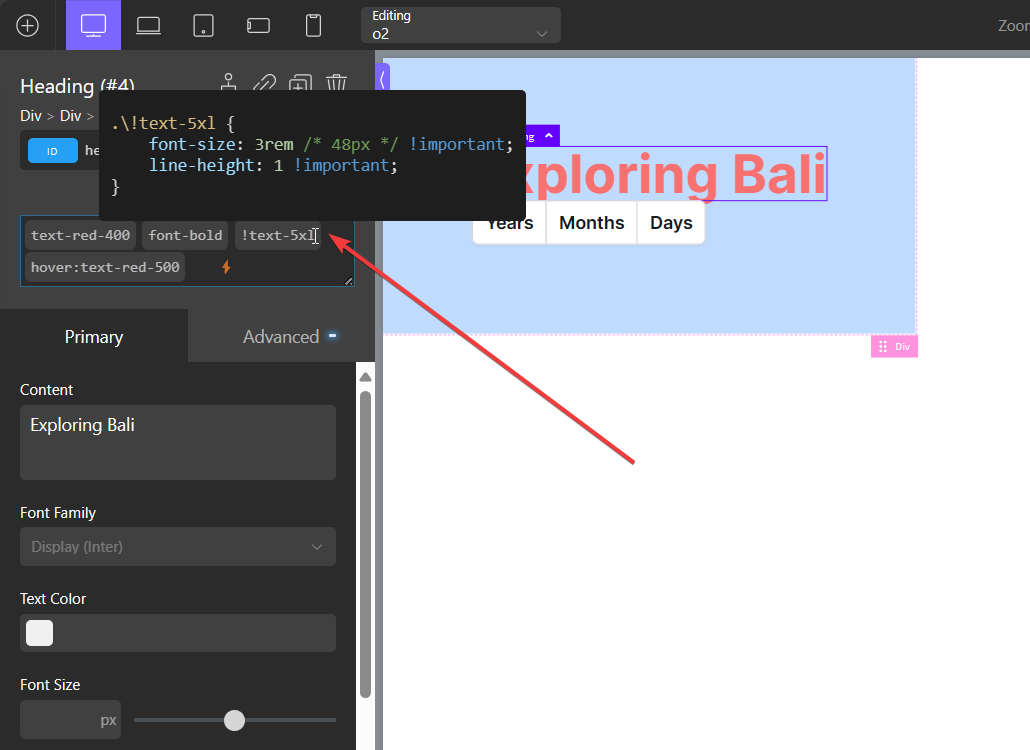 Editing
o2
Zoor
Heading (#4)
Div > Div >
ID he
.\!text-5xl {
font-size: 3rem /* 48px */ !important;
line-height: 1 !important;
}
ng
xploring Bali
Years Months Days
text-red-400 font-bold !text-5xl
hover:text-red-500
Div
Primary Advanced
Content
Exploring Bali
Font Family
Display (Inter)
Text Color
Font Size
px